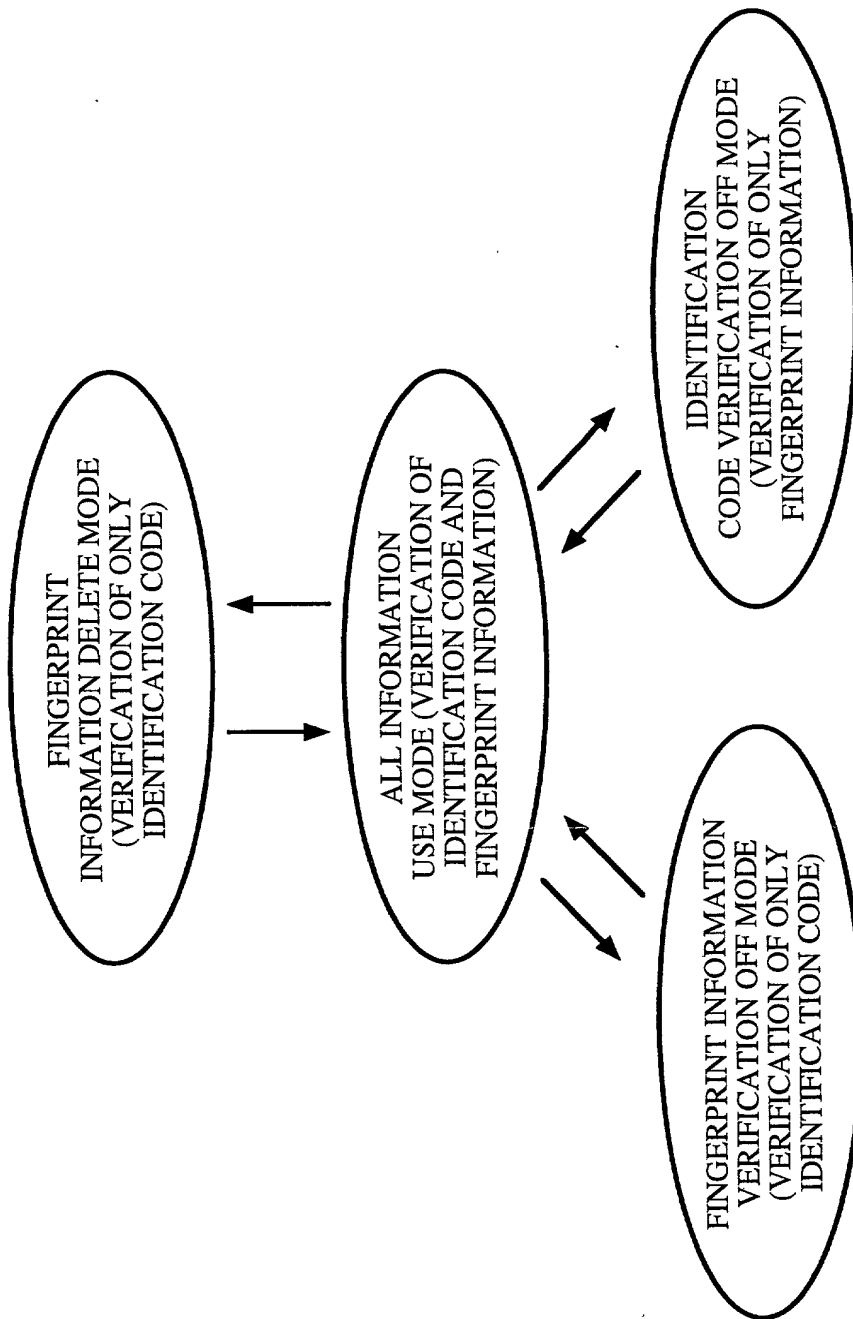 FINGERPRINT
INFORMATION DELETE MODE
(VERIFICATION OF ONLY
IDENTIFICATION CODE)
ALL INFORMATION
USE MODE (VERIFICATION OF
IDENTIFICATION CODE AND
FINGERPRINT INFORMATION)
FINGERPRINT INFORMATION
VERIFICATION OFF MODE
(VERIFICATION OF ONLY
IDENTIFICATION CODE)
IDENTIFICATION
CODE VERIFICATION OFF MODE
(VERIFICATION OF ONLY
FINGERPRINT INFORMATION)